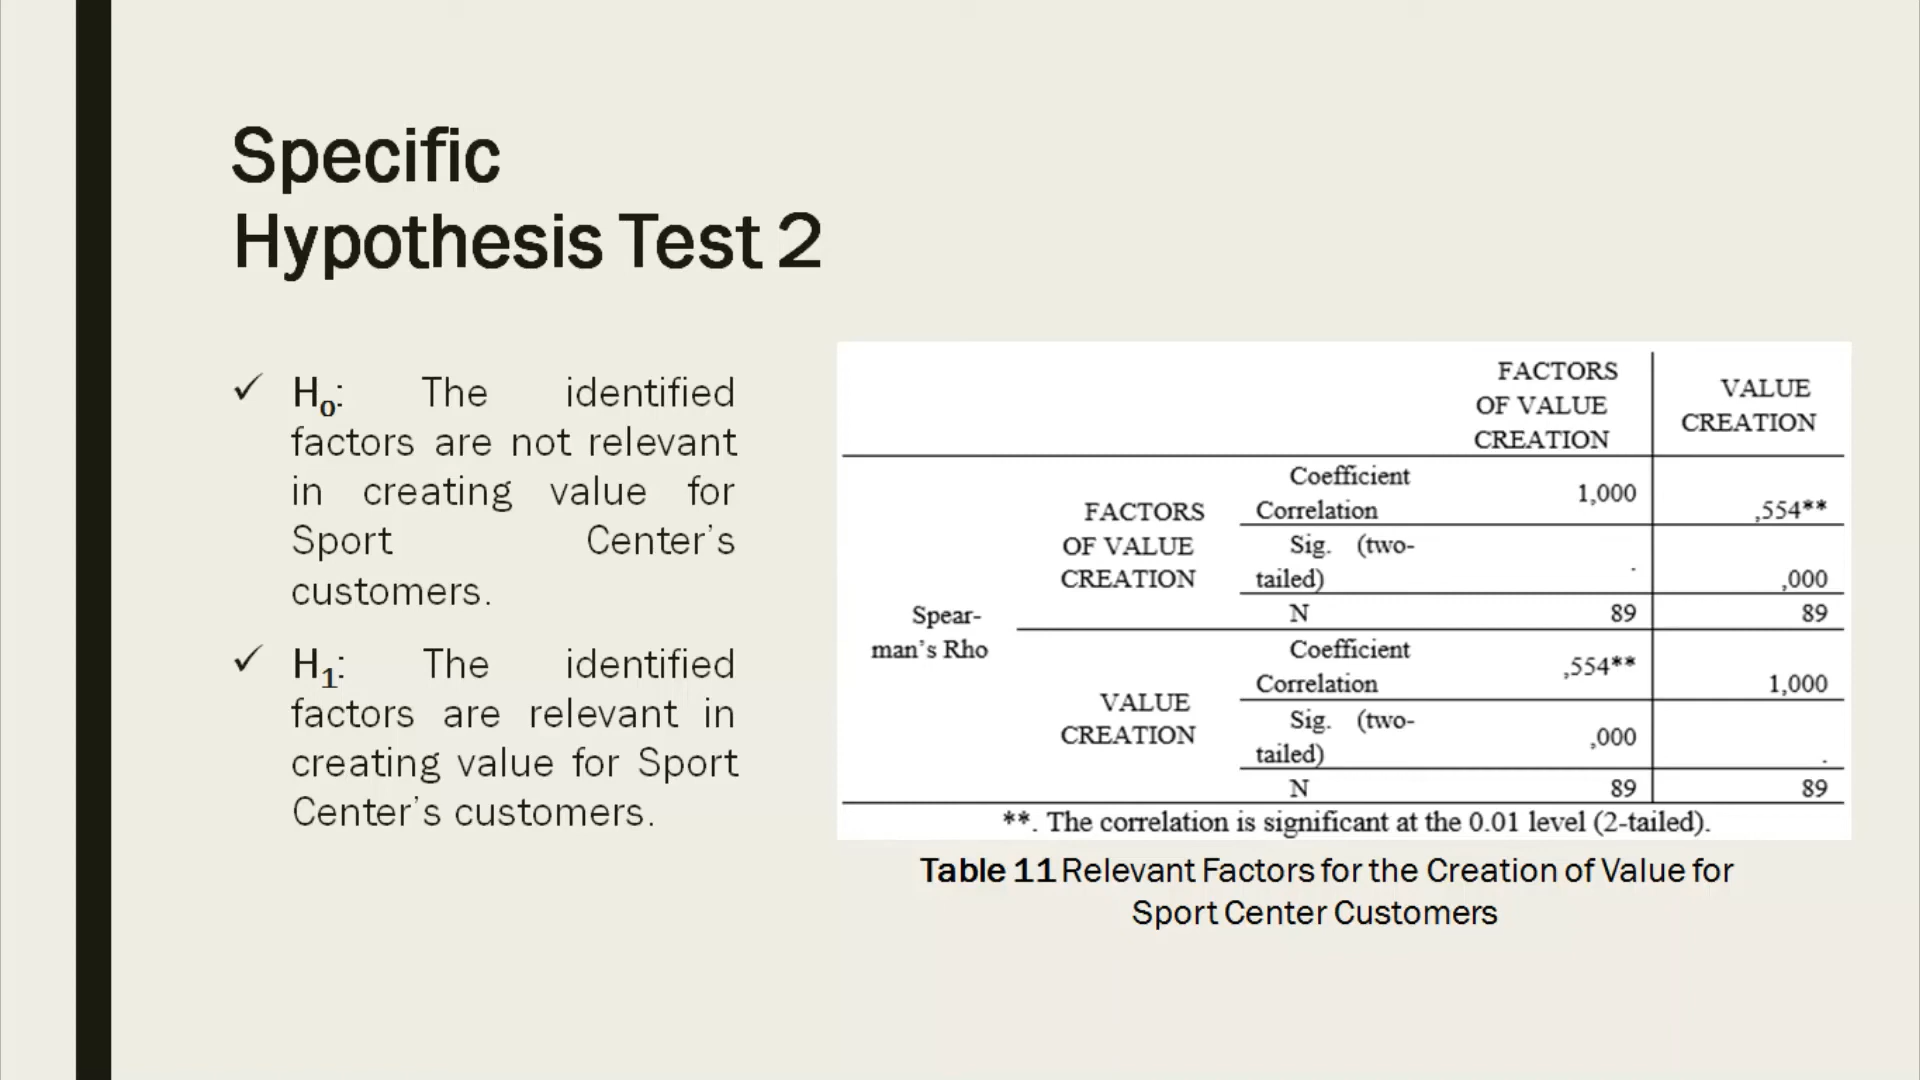 Specific
Hypothesis Test 2
✓ H0: The identified
factors are not relevant
in creating value for
Sport Center's
customers.
✓ H1: The identified
factors are relevant in
creating value for Sport
Center's customers.
FACTORS
OF VALUE
CREATION
VALUE
CREATION
Spear-
man's Rho
FACTORS
OF VALUE
CREATION
Coefficient
Correlation
1,000
,554**
Sig. (two-
tailed)
.
,000
N 89 89
VALUE
CREATION
Coefficient
Correlation
,554**
1,000
Sig. (two-
tailed)
,000
.
N 89 89
**. The correlation is significant at the 0.01 level (2-tailed).
Table 11 Relevant Factors for the Creation of Value for
Sport Center Customers